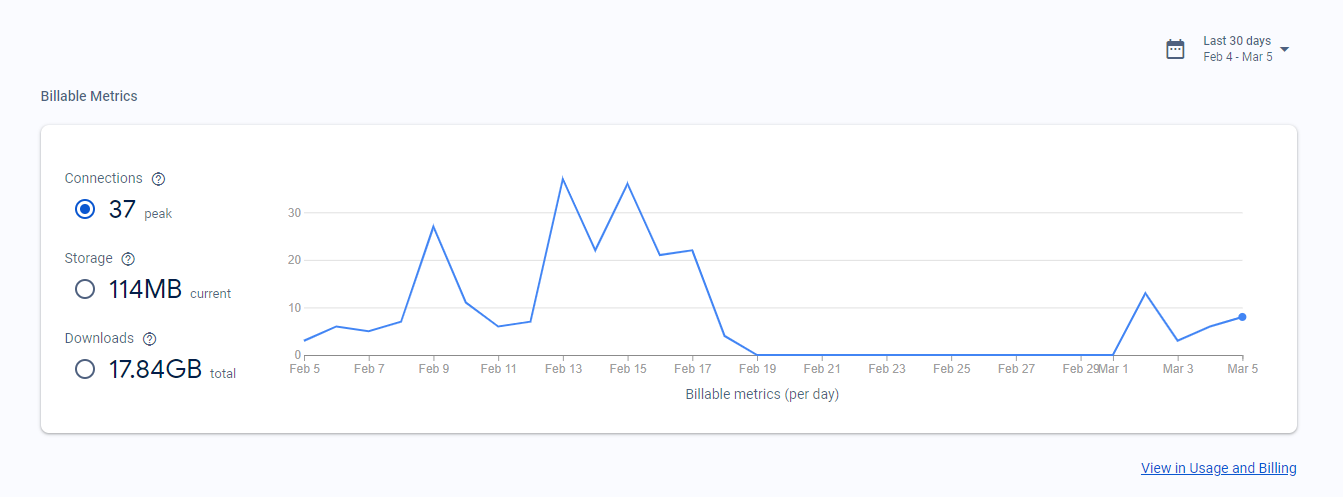 Last 30 days
Feb 4 - Mar 5
Billable Metrics
Connections
37 peak
Storage
114MB current
Downloads
17.84GB total
30
20
10
0
Feb 5 Feb 7 Feb 9 Feb 11 Feb 13 Feb 15 Feb 17 Feb 19 Feb 21 Feb 23 Feb 25 Feb 27 Feb 29 Mar 1 Mar 3 Mar 5
Billable metrics (per day)
View in Usage and Billing